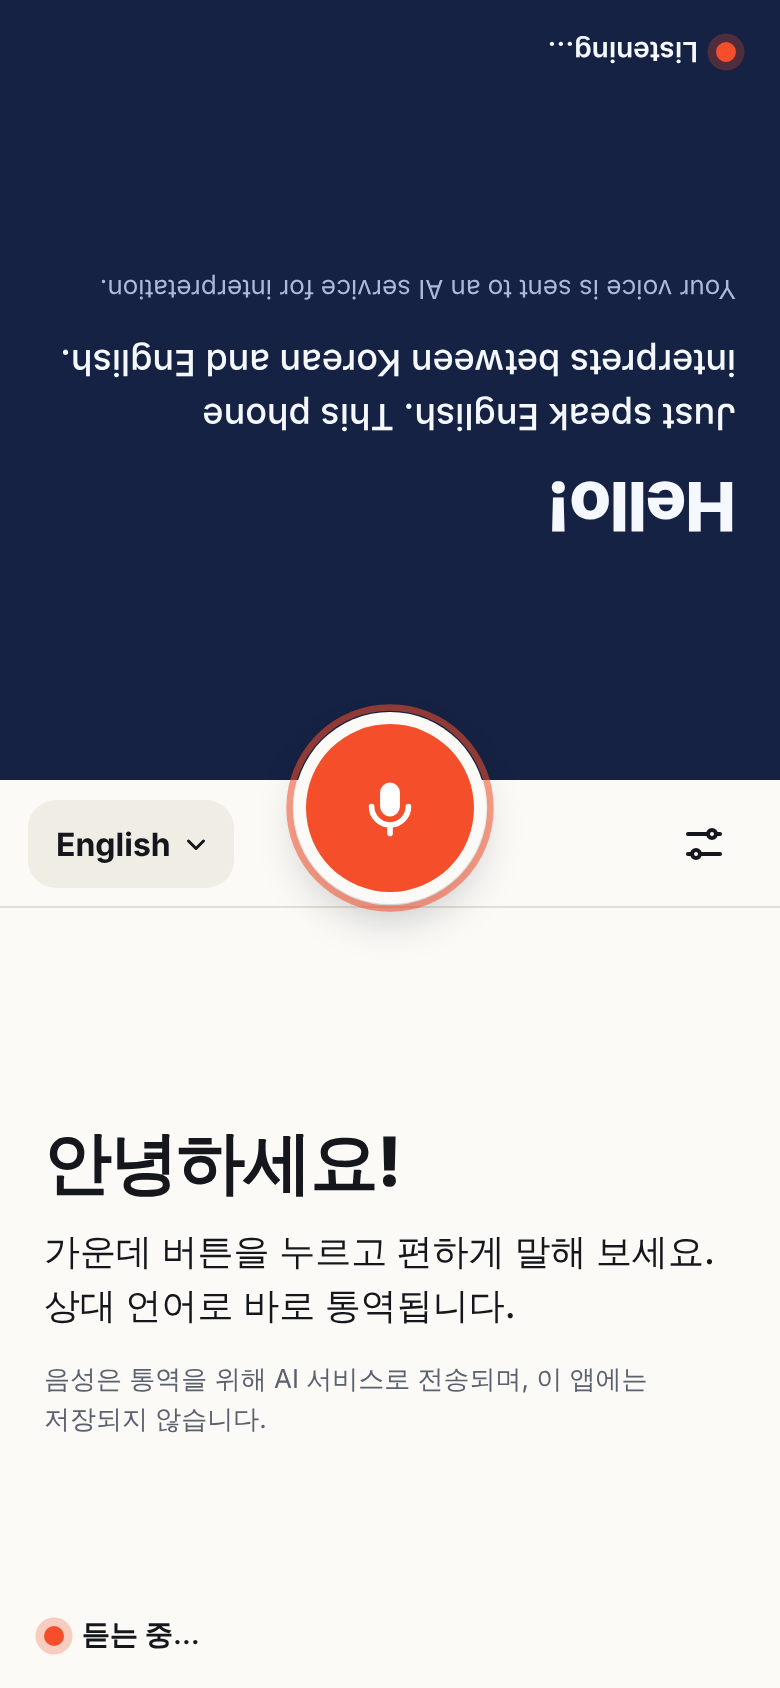 Listening...
Hello!
Just speak English. This phone
interprets between Korean and English.
Your voice is sent to an AI service for interpretation.
English
안녕하세요!
가운데 버튼을 누르고 편하게 말해 보세요.
상대 언어로 바로 통역됩니다.
음성은 통역을 위해 AI 서비스로 전송되며, 이 앱에는
저장되지 않습니다.
듣는 중...